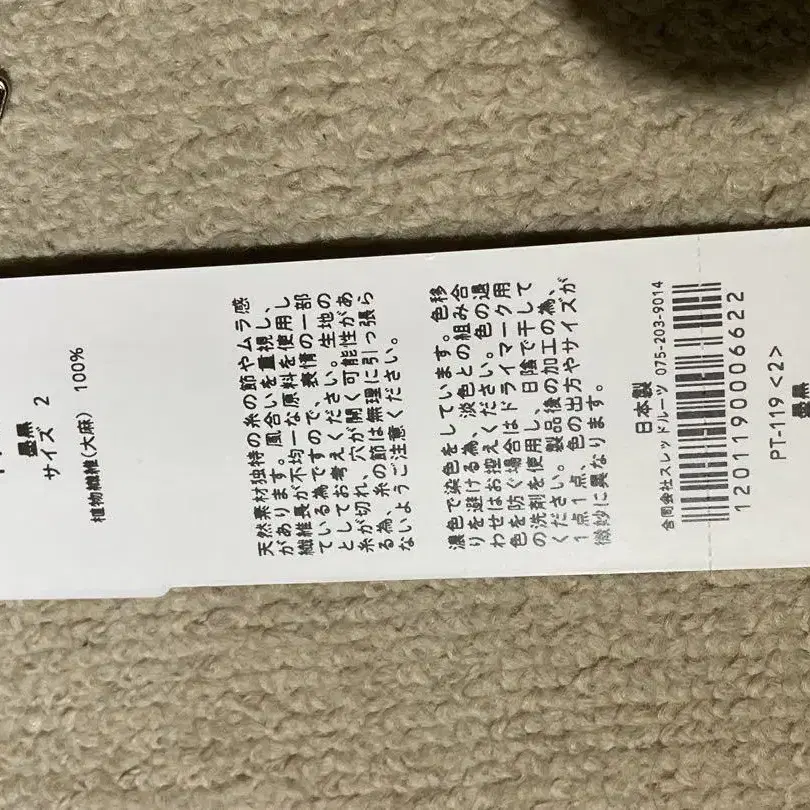 墨黒
サイズ 2
植物繊維(大麻) 100%
天然素材独特の糸の節やムラ感
があります。風合いを重視し、
繊維長が不均一な原料を使用し
ている為ですので、表情の一部
としてお考えください。生地の
糸が切れ、穴が開く可能性があ
る為、糸の節は無理に引っ張ら
ないようご注意ください。
濃色で染色をしています。色移
りを避ける為、淡色との組み合
わせはお控えください。色の退
色を防ぐ場合はドライマーク用
の洗剤を使用し、日陰で干して
ください。製品後の加工の為、
1点1点、色の出方やサイズが
微妙に異なります。
日本製
合同会社スレッドルーツ 075-203-9014
1201190006622
PT-119 <2>
墨黒